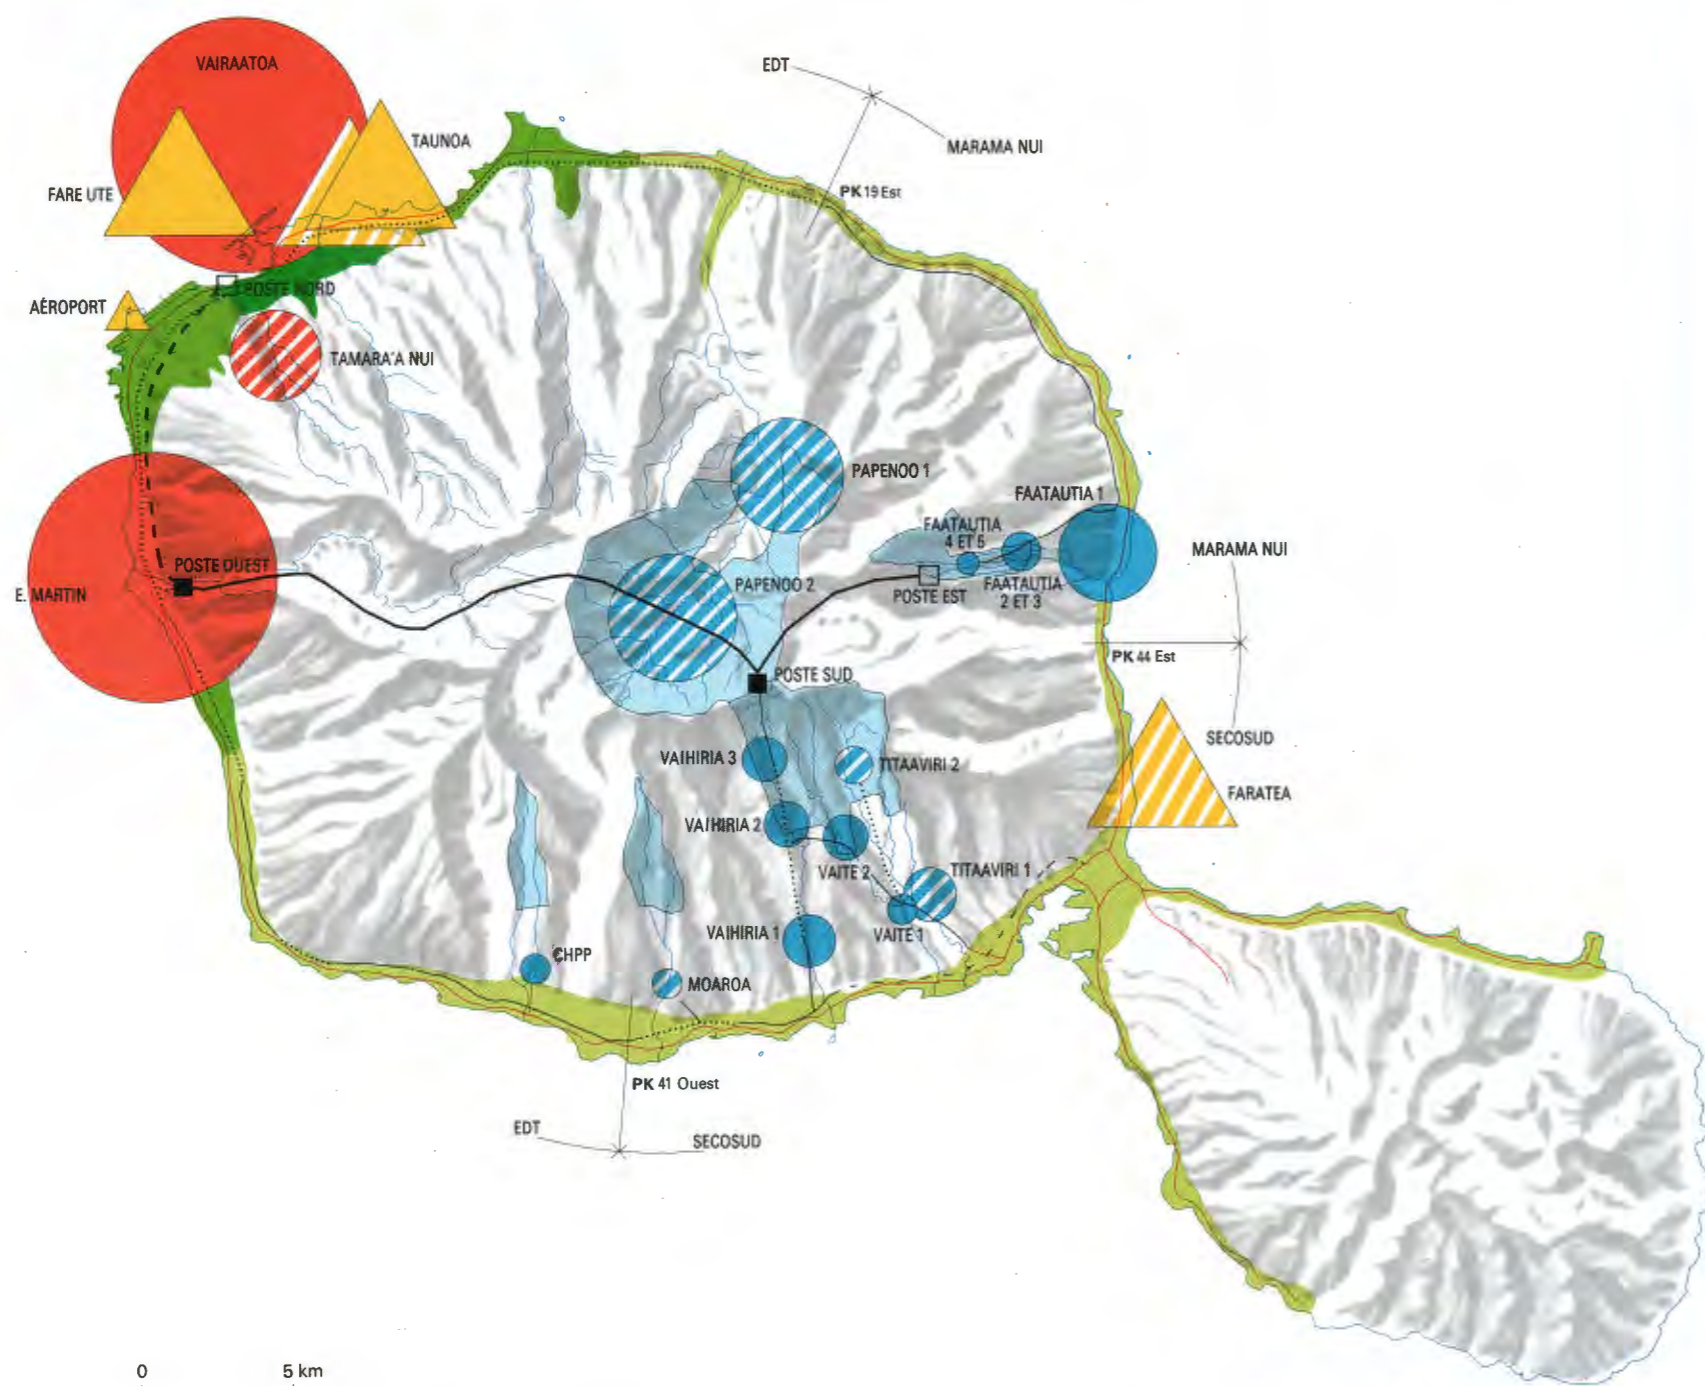 VAIRAATOA
EDT
TAUNOA
MARAMA NUI
FARE UTE
PK 19 Est
POSTE NORD
AÉROPORT
TAMARA'A NUI
PAPENOO 1
FAATAUTIA 1
FAATAUTIA
4 ET 5
MARAMA NUI
POSTE OUEST
PAPENOO 2
FAATAUTIA
2 ET 3
E. MARTIN
POSTE EST
PK 44 Est
POSTE SUD
SECOSUD
VAIHIRIA 3
TITAAVIRI 2
FARATEA
VAIHIRIA 2
VAITE 2
TITAAVIRI 1
VAIHIRIA 1
VAITE 1
CHPP
MOAROA
PK 41 Ouest
EDT
SECOSUD
0
5 km